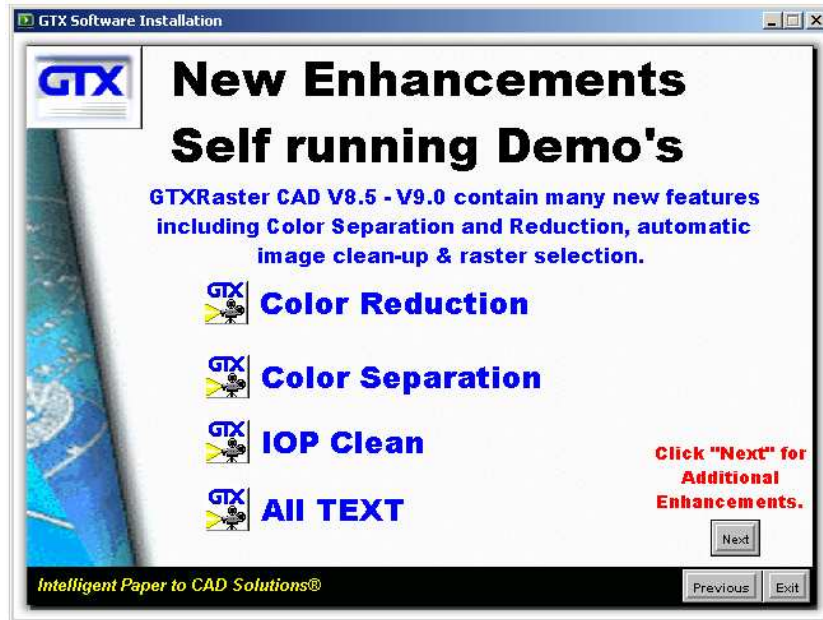 GTX Software Installation
GTX
New Enhancements
Self running Demo's
GTXRaster CAD V8.5 - V9.0 contain many new features
including Color Separation and Reduction, automatic
image clean-up & raster selection.
GTX
Color Reduction
GTX
Color Separation
GTX
IOP Clean
GTX
All TEXT
Click "Next" for
Additional
Enhancements.
Next
Intelligent Paper to CAD Solutions®
Previous
Exit